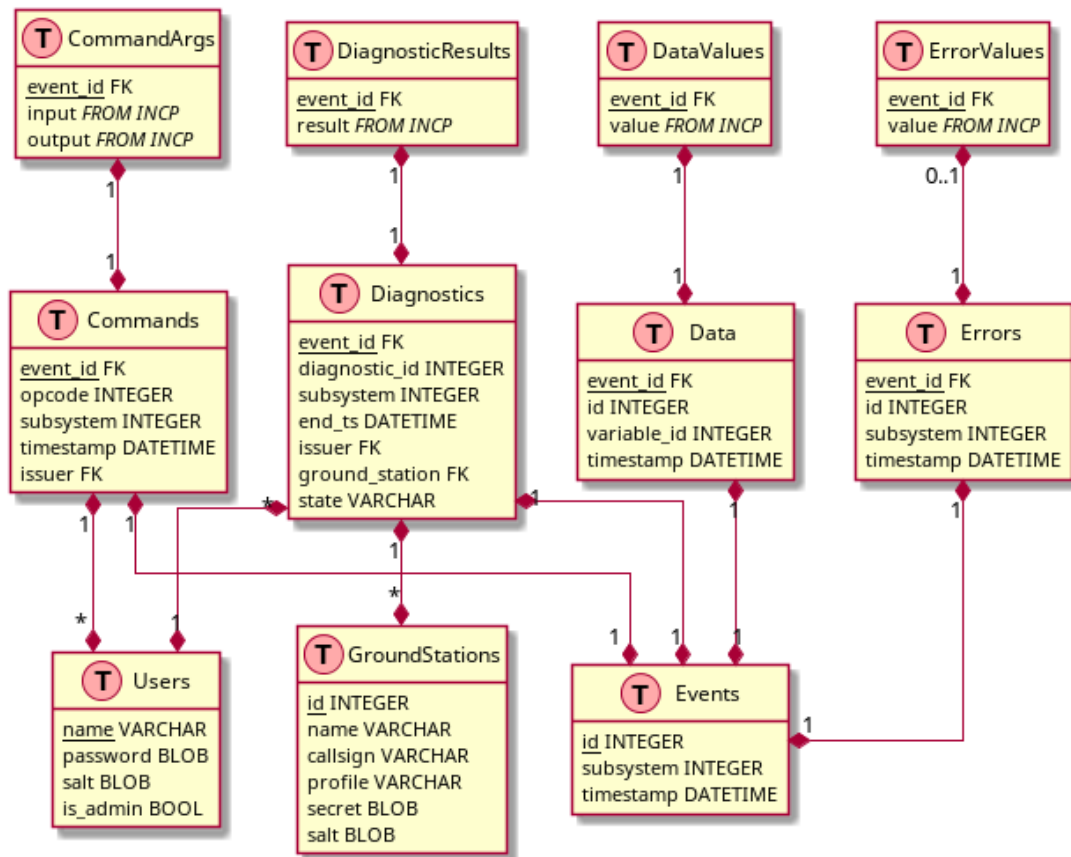 T CommandArgs
event_id FK
input FROM INCP
output FROM INCP
T DiagnosticResults
event_id FK
result FROM INCP
T DataValues
event_id FK
value FROM INCP
T ErrorValues
event_id FK
value FROM INCP
1
1
1
0..1
1
1
1
1
T Commands
event_id FK
opcode INTEGER
subsystem INTEGER
timestamp DATETIME
issuer FK
T Diagnostics
event_id FK
diagnostic_id INTEGER
subsystem INTEGER
end_ts DATETIME
issuer FK
ground_station FK
state VARCHAR
T Data
event_id FK
id INTEGER
variable_id INTEGER
timestamp DATETIME
T Errors
event_id FK
id INTEGER
subsystem INTEGER
timestamp DATETIME
1
1
*
1
1
1
1
*
1
*
1
1
1
1
T Users
name VARCHAR
password BLOB
salt BLOB
is_admin BOOL
T GroundStations
id INTEGER
name VARCHAR
callsign VARCHAR
profile VARCHAR
secret BLOB
salt BLOB
T Events
id INTEGER
subsystem INTEGER
timestamp DATETIME